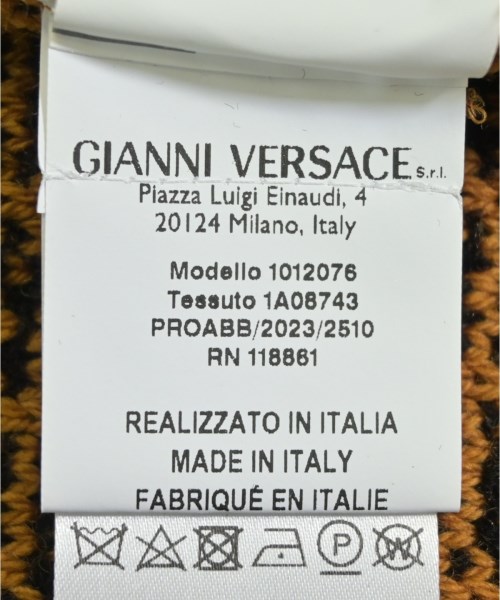 GIANNI VERSACE s.r.l.
Piazza Luigi Einaudi, 4
20124 Milano, Italy
Modello 1012076
Tessuto 1A08743
PROABB/2023/2510
RN 118861
REALIZZATO IN ITALIA
MADE IN ITALY
FABRIQUÉ EN ITALIE
P W